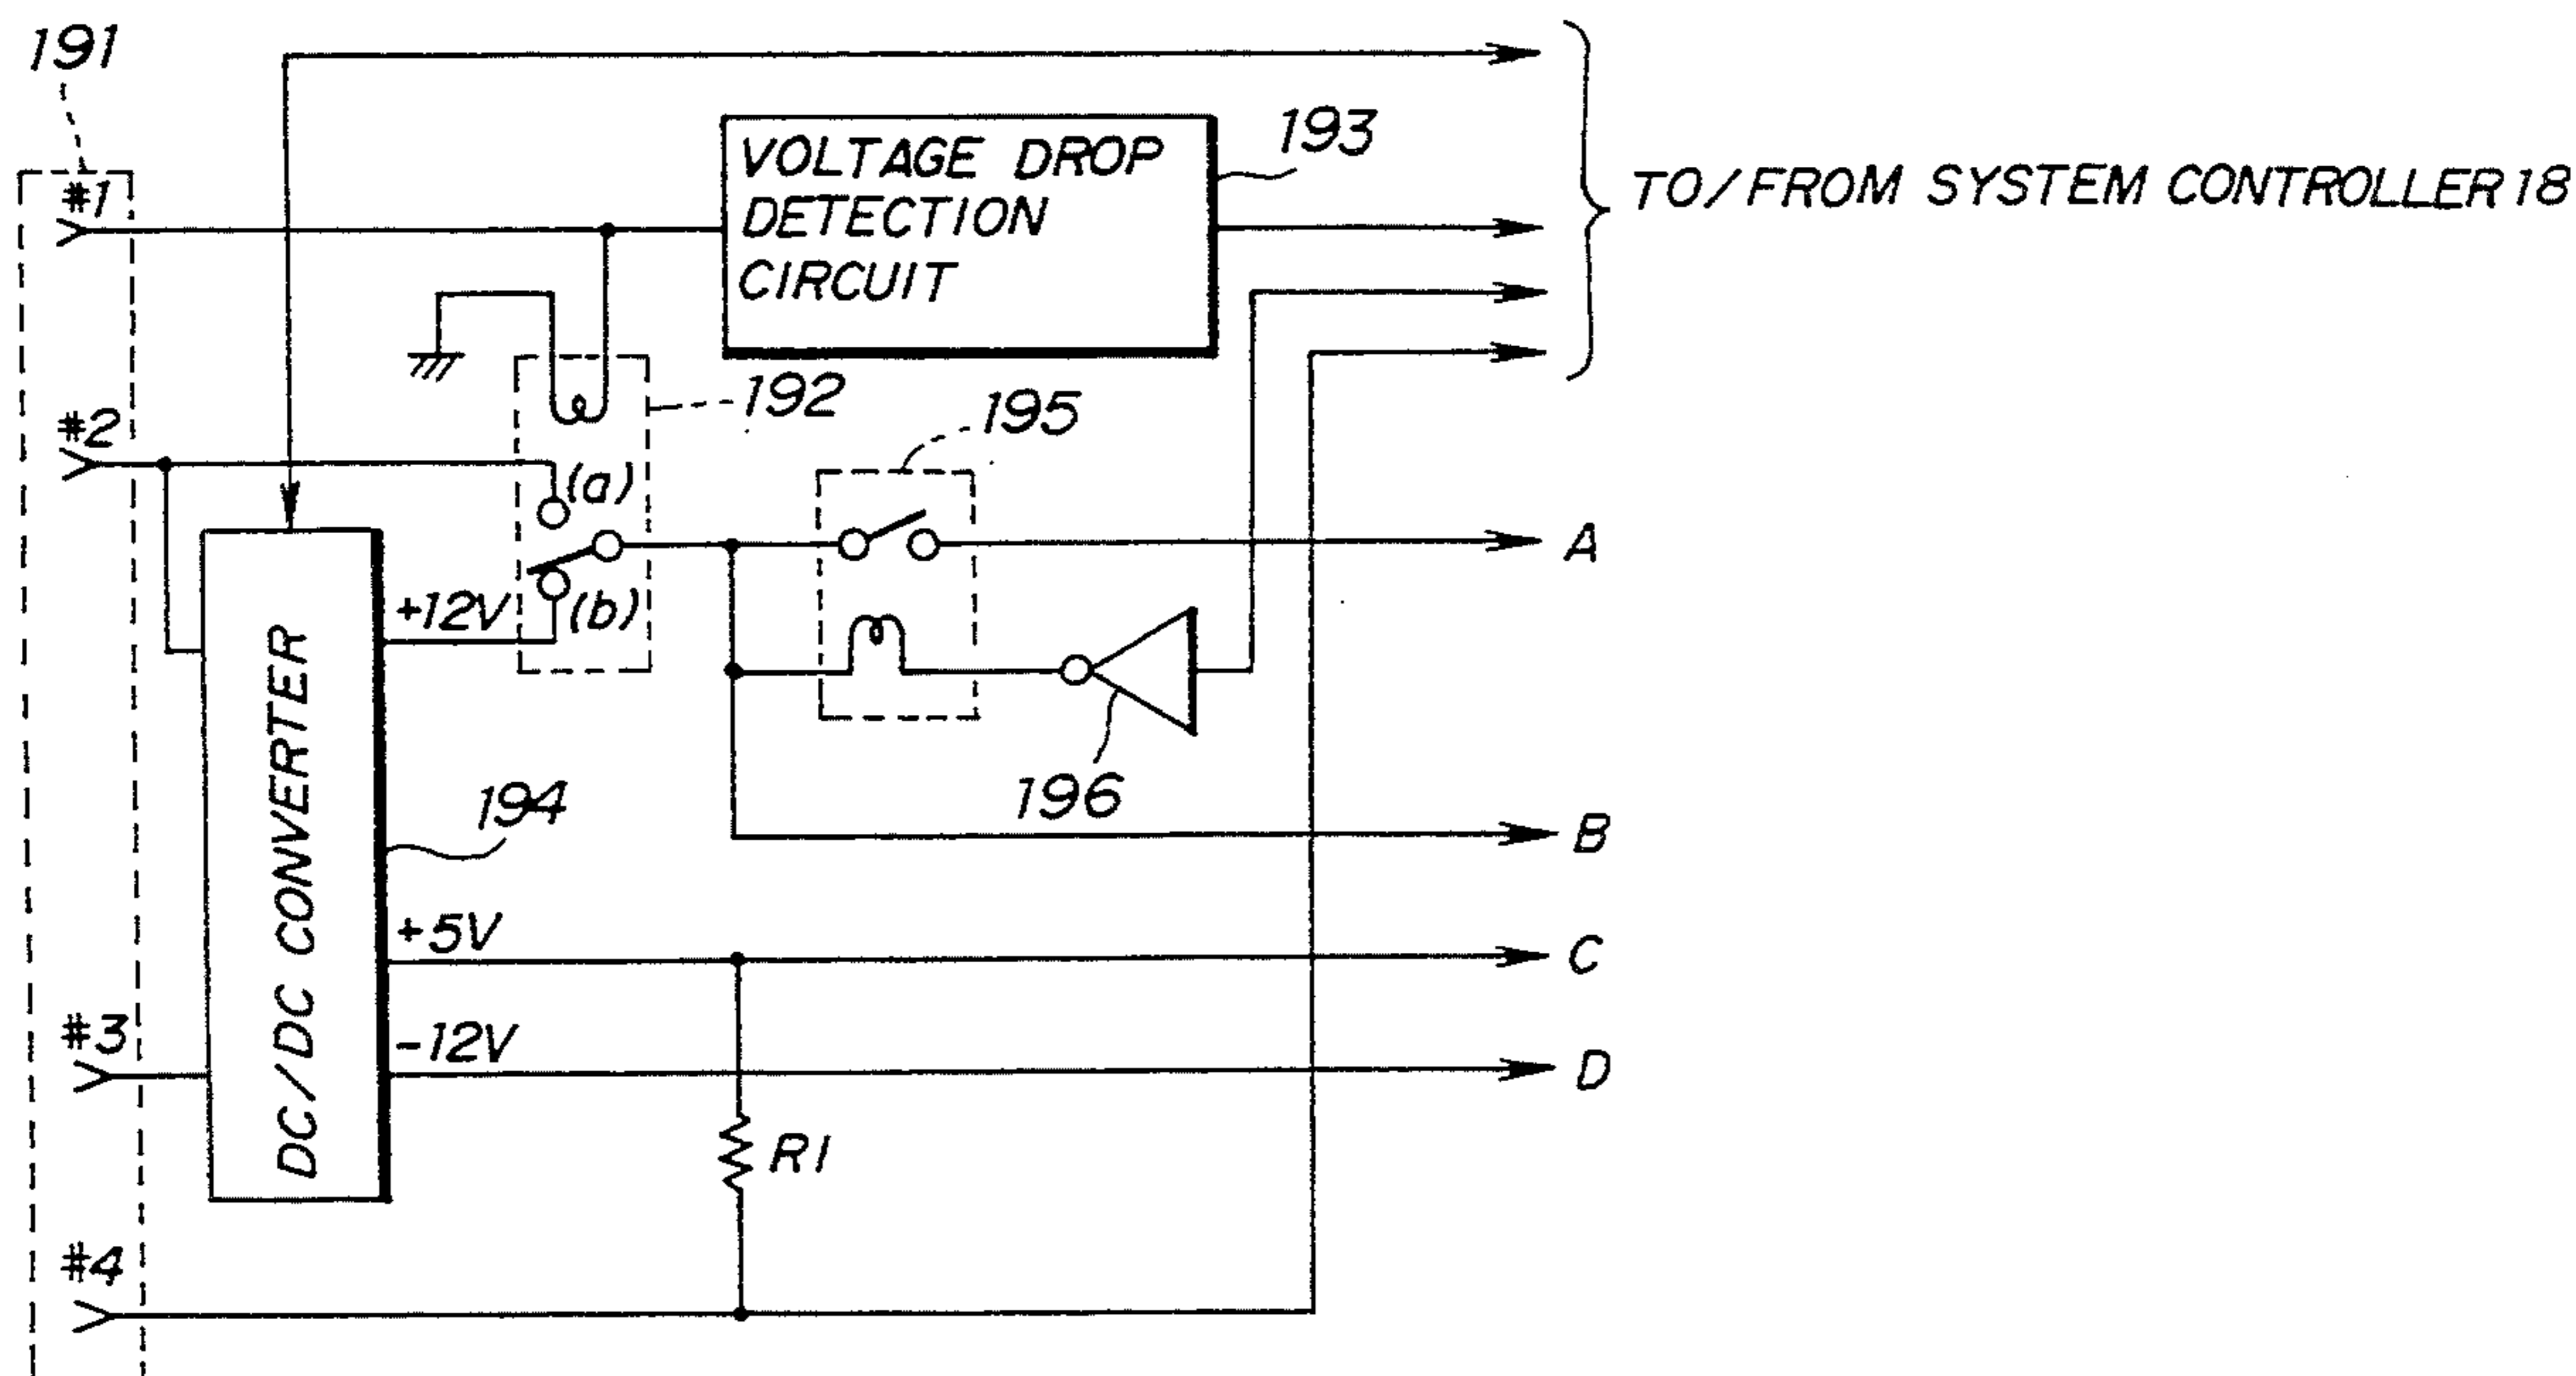 191
#1
VOLTAGE DROP
DETECTION
CIRCUIT
193
TO/FROM SYSTEM CONTROLLER 18
#2
192
195
(a)
A
+12V
(b)
DC/DC CONVERTER
194
196
B
+5V
C
#3
-12V
D
R1
#4